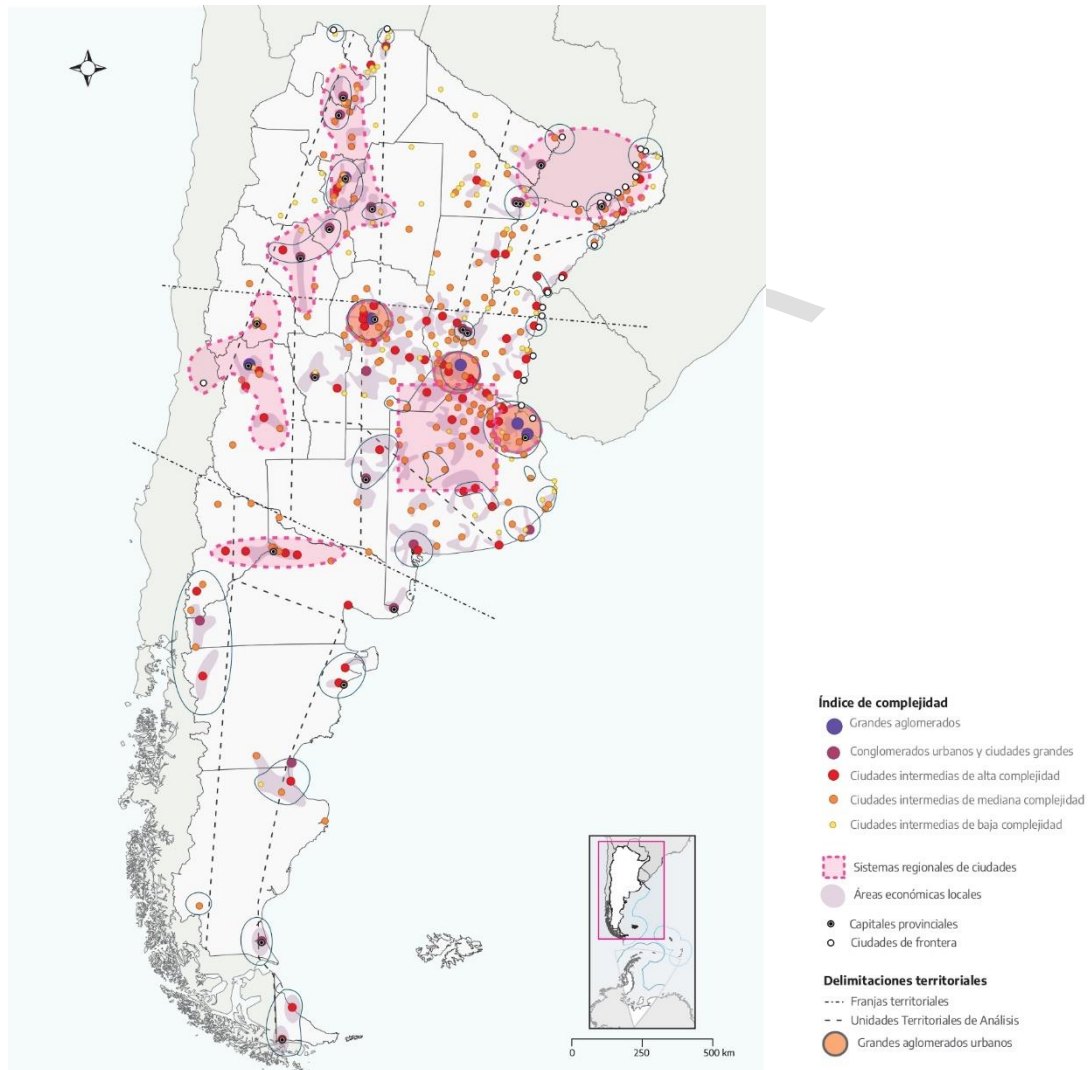 0
250
500 km
Índice de complejidad
Grandes aglomerados
Conglomerados urbanos y ciudades grandes
Ciudades intermedias de alta complejidad
Ciudades intermedias de mediana complejidad
Ciudades intermedias de baja complejidad
Sistemas regionales de ciudades
Áreas económicas locales
Capitales provinciales
Ciudades de frontera
Delimitaciones territoriales
Franjas territoriales
Unidades Territoriales de Análisis
Grandes aglomerados urbanos